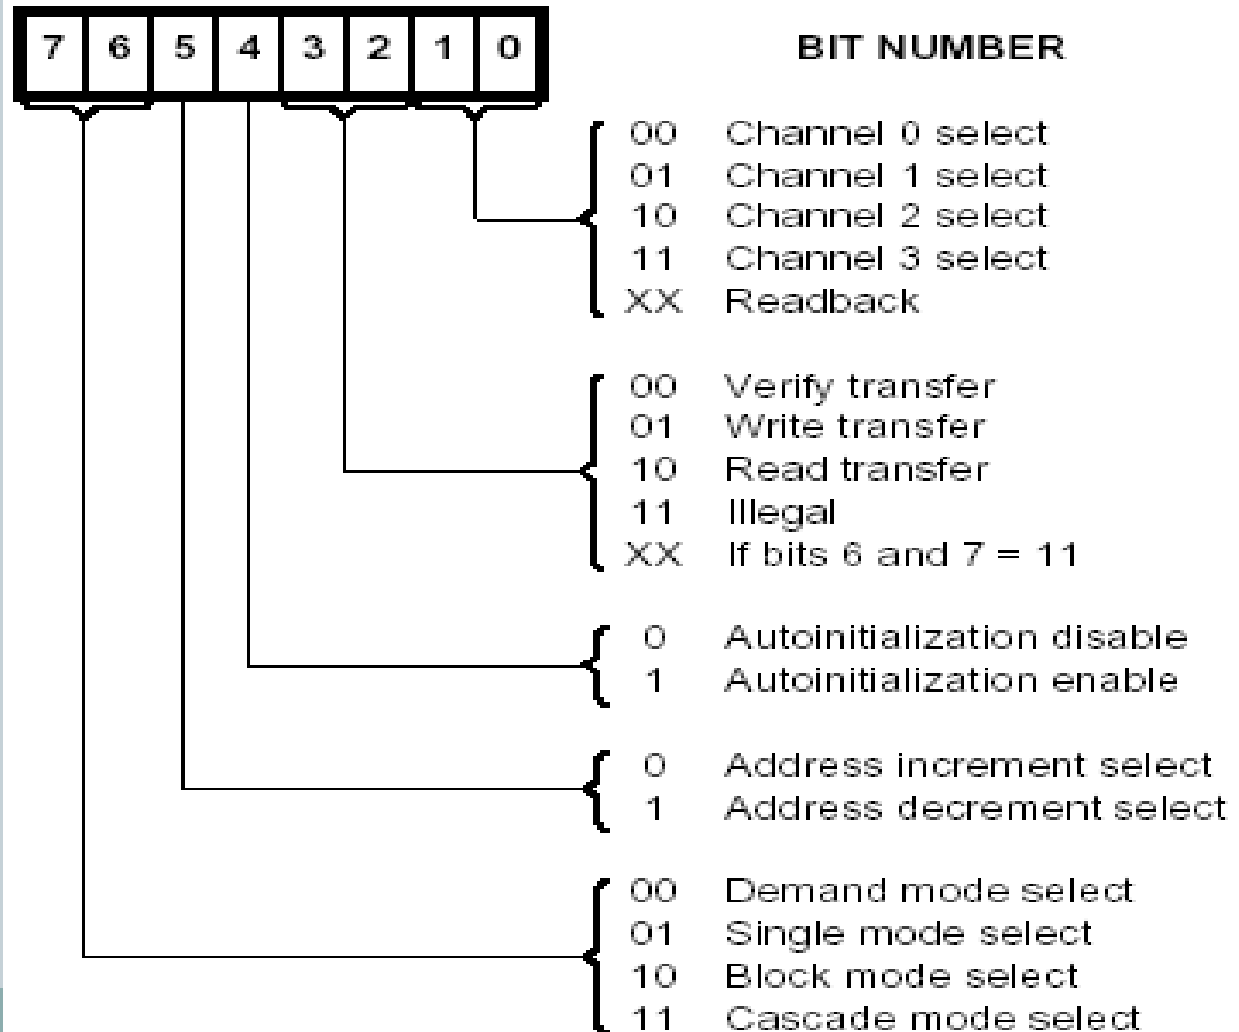 7 6 5 4 3 2 1 0 BIT NUMBER
00 Channel 0 select
01 Channel 1 select
10 Channel 2 select
11 Channel 3 select
XX Readback
00 Verify transfer
01 Write transfer
10 Read transfer
11 Illegal
XX If bits 6 and 7 = 11
0 Autoinitialization disable
1 Autoinitialization enable
0 Address increment select
1 Address decrement select
00 Demand mode select
01 Single mode select
10 Block mode select
11 Cascade mode select